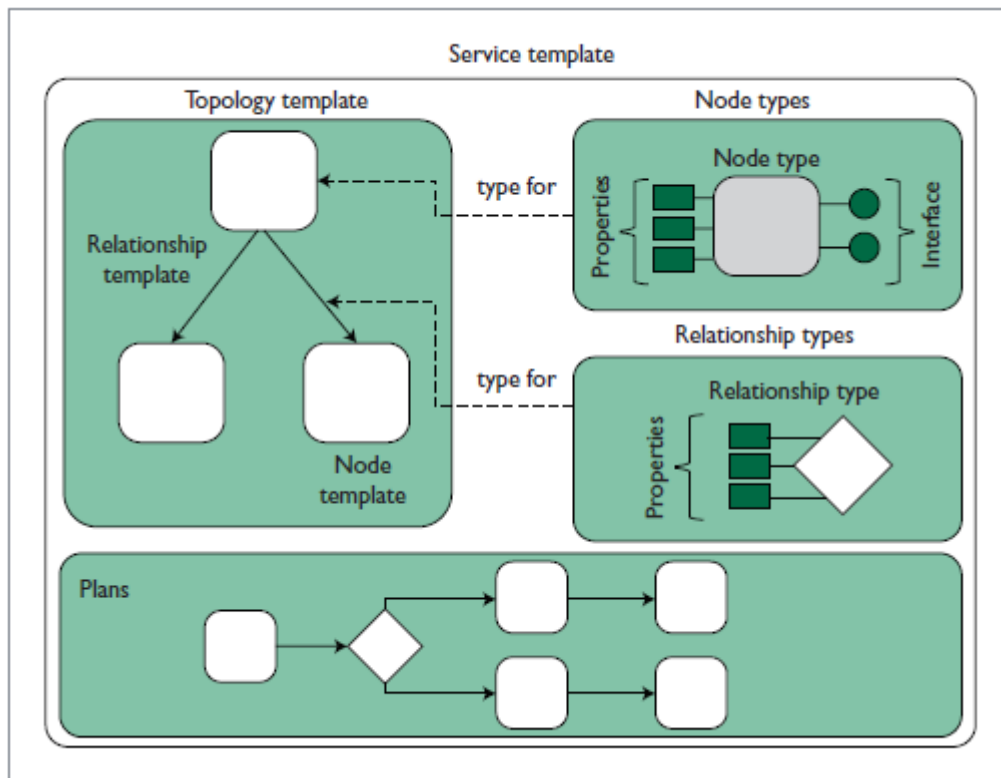 Service template
Topology template
Relationship
template
Node
template
type for
type for
Node types
Node type
Properties
Interface
Relationship types
Relationship type
Properties
Plans